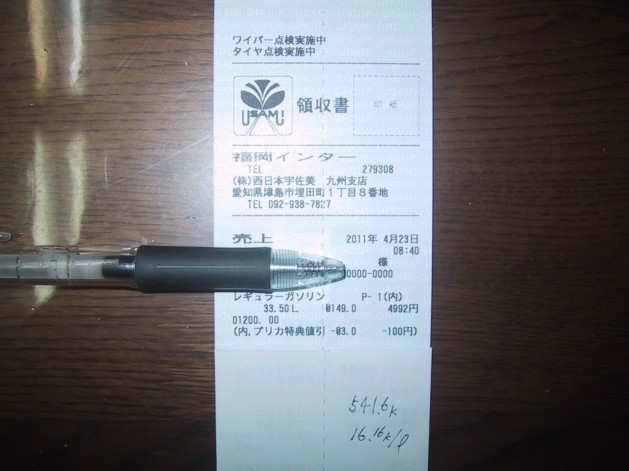 ワイパー点検実施中
タイヤ点検実施中
USAMI
領収書
印紙
福岡インター
TEL 279308
(株)西日本宇佐美 九州支店
愛知県津島市埋田町1丁目8番地
TEL 092-938-7827
売上 2011年 4月23日
08:40
様
0000-0000
レギュラーガソリン P- 1(内)
33.50L @149.0 4992円
01200. 00
(内,プリカ特典値引 -@3.0 -100円)
541.6k
16.16k/l